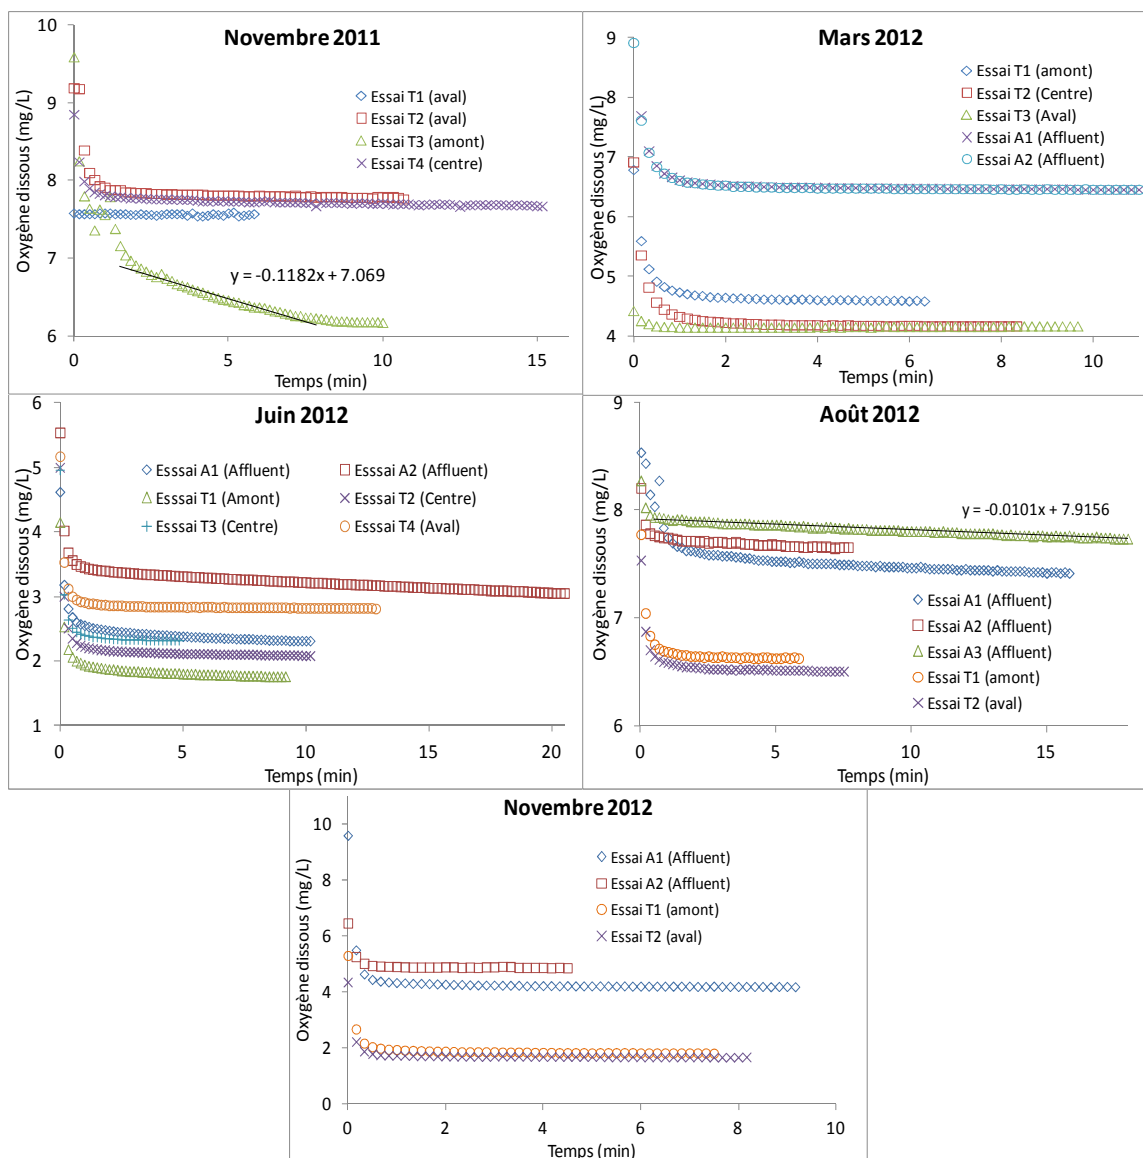 Novembre 2011
Oxygène dissous (mg/L)
10
9
8
7
6
Essai T1 (aval)
Essai T2 (aval)
Essai T3 (amont)
Essai T4 (centre)
y = -0.1182x + 7.069
0 5 10 15
Temps (min)
Mars 2012
Oxygène dissous (mg/L)
9
8
7
6
5
4
Essai T1 (amont)
Essai T2 (Centre)
Essai T3 (Aval)
Essai A1 (Affluent)
Essai A2 (Affluent)
0 2 4 6 8 10
Temps (min)
Juin 2012
Oxygène dissous (mg/L)
6
5
4
3
2
1
Esssai A1 (Affluent) Esssai A2 (Affluent)
Esssai T1 (Amont) Esssai T2 (Centre)
Esssai T3 (Centre) Esssai T4 (Aval)
0 5 10 15 20
Temps (min)
Août 2012
Oxygène dissous (mg/L)
9
8
7
6
y = -0.0101x + 7.9156
Essai A1 (Affluent)
Essai A2 (Affluent)
Essai A3 (Affluent)
Essai T1 (amont)
Essai T2 (aval)
0 5 10 15
Temps (min)
Novembre 2012
Oxygène dissous (mg/L)
10
8
6
4
2
0
Essai A1 (Affluent)
Essai A2 (Affluent)
Essai T1 (amont)
Essai T2 (aval)
0 2 4 6 8 10
Temps (min)